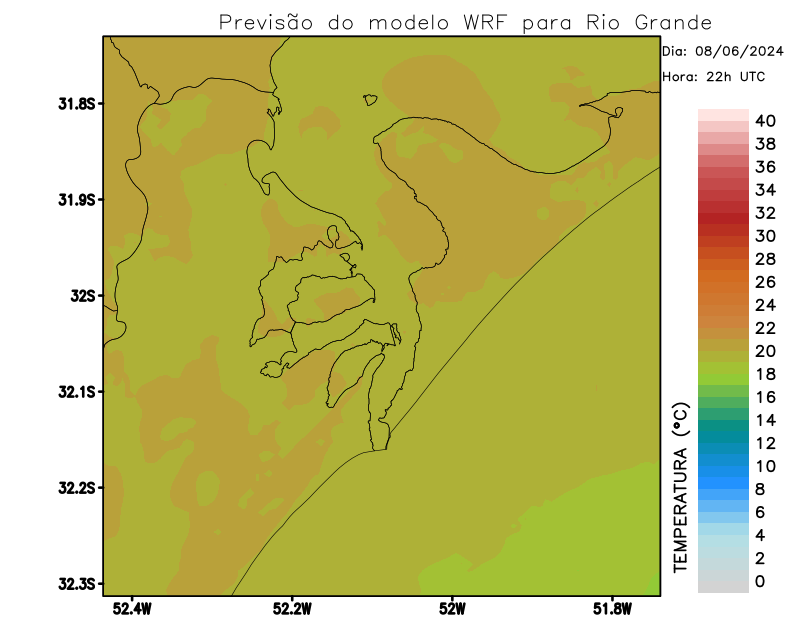 Previsão do modelo WRF para Rio Grande
Dia: 08/06/2024
Hora: 22h UTC
31.8S
31.9S
32S
32.1S
32.2S
32.3S
52.4W
52.2W
52W
51.8W
TEMPERATURA (°C)
40
38
36
34
32
30
28
26
24
22
20
18
16
14
12
10
8
6
4
2
0